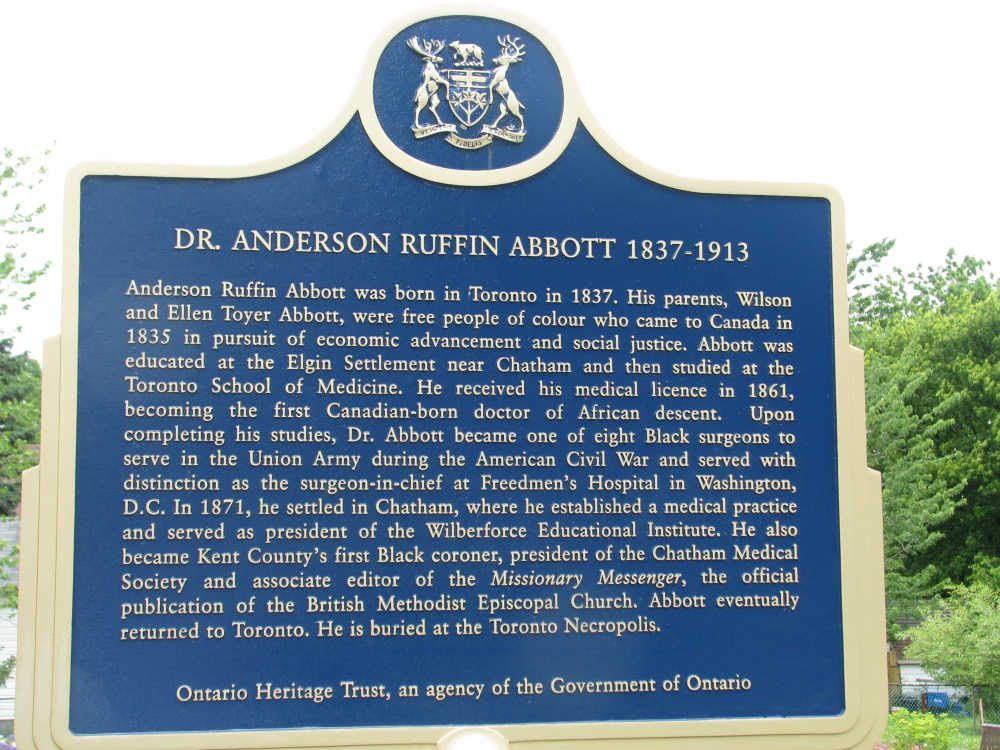 DR. ANDERSON RUFFIN ABBOTT 1837-1913
Anderson Ruffin Abbott was born in Toronto in 1837. His parents, Wilson
and Ellen Toyer Abbott, were free people of colour who came to Canada in
1835 in pursuit of economic advancement and social justice. Abbott was
educated at the Elgin Settlement near Chatham and then studied at the
Toronto School of Medicine. He received his medical licence in 1861,
becoming the first Canadian-born doctor of African descent. Upon
completing his studies, Dr. Abbott became one of eight Black surgeons to
serve in the Union Army during the American Civil War and served with
distinction as the surgeon-in-chief at Freedmen's Hospital in Washington,
D.C. In 1871, he settled in Chatham, where he established a medical practice
and served as president of the Wilberforce Educational Institute. He also
became Kent County's first Black coroner, president of the Chatham Medical
Society and associate editor of the Missionary Messenger, the official
publication of the British Methodist Episcopal Church. Abbott eventually
returned to Toronto. He is buried at the Toronto Necropolis.
Ontario Heritage Trust, an agency of the Government of Ontario